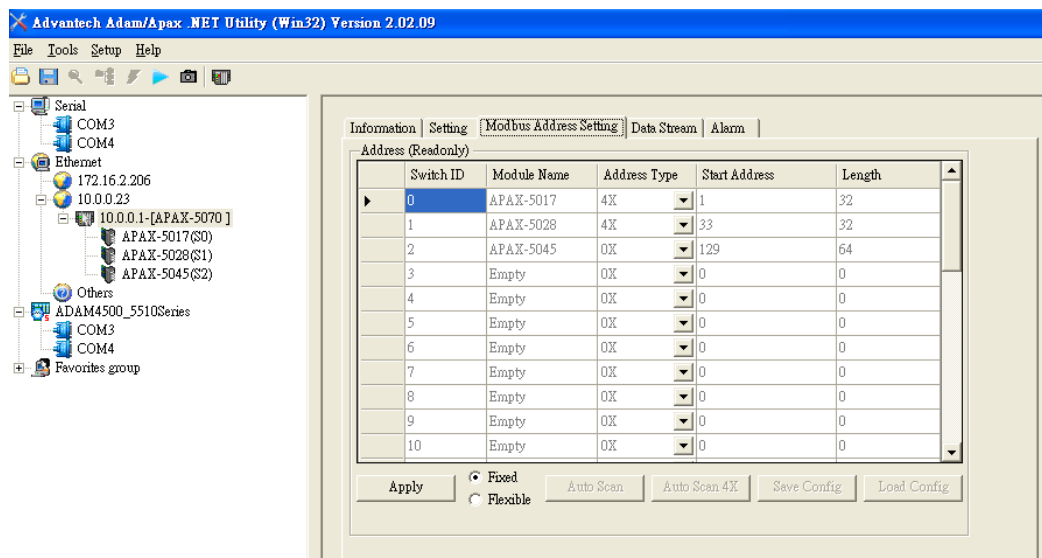 Advantech Adam/Apax .NET Utility (Win32) Version 2.02.09
File Tools Setup Help
Serial
COM3
COM4
Ethernet
172.16.2.206
10.0.0.23
10.0.0.1-[APAX-5070 ]
APAX-5017(S0)
APAX-5028(S1)
APAX-5045(S2)
Others
ADAM4500_5510Series
COM3
COM4
Favorites group
Information Setting Modbus Address Setting Data Stream Alarm
Address (Readonly)
Switch ID Module Name Address Type Start Address Length
0 APAX-5017 4X 1 32
1 APAX-5028 4X 33 32
2 APAX-5045 0X 129 64
3 Empty 0X 0 0
4 Empty 0X 0 0
5 Empty 0X 0 0
6 Empty 0X 0 0
7 Empty 0X 0 0
8 Empty 0X 0 0
9 Empty 0X 0 0
10 Empty 0X 0 0
Apply Fixed Flexible Auto Scan Auto Scan 4X Save Config Load Config